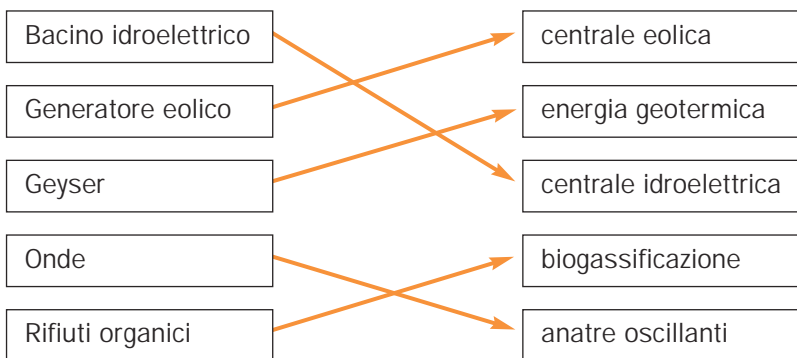 Bacino idroelettrico
centrale eolica
Generatore eolico
energia geotermica
Geyser
centrale idroelettrica
Onde
biogassificazione
Rifiuti organici
anatre oscillanti